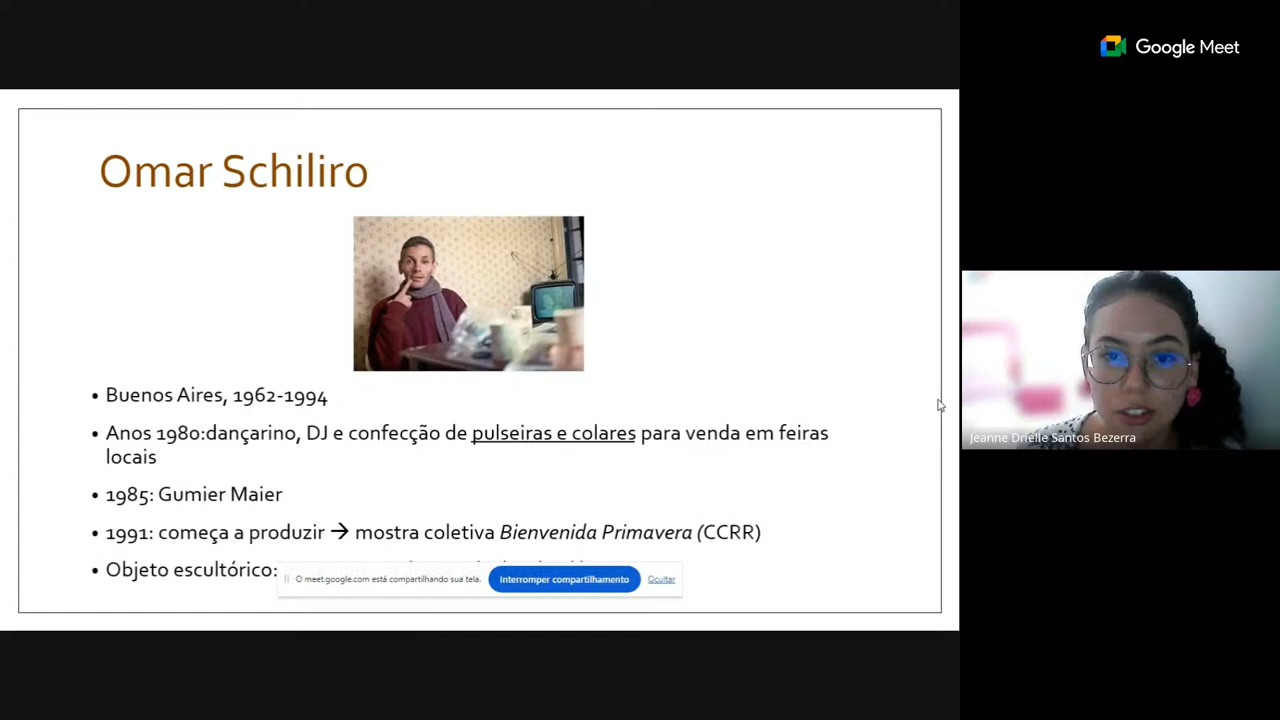 Google Meet
Omar Schiliro
• Buenos Aires, 1962-1994
• Anos 1980:dançarino, DJ e confecção de pulseiras e colares para venda em feiras
locais
• 1985: Gumier Maier
• 1991: começa a produzir → mostra coletiva Bienvenida Primavera (CCRR)
• Objeto escultórico:
O meet.google.com está compartilhando sua tela. Interromper compartilhamento Ocultar
Jeanne Drielle Santos Bezerra